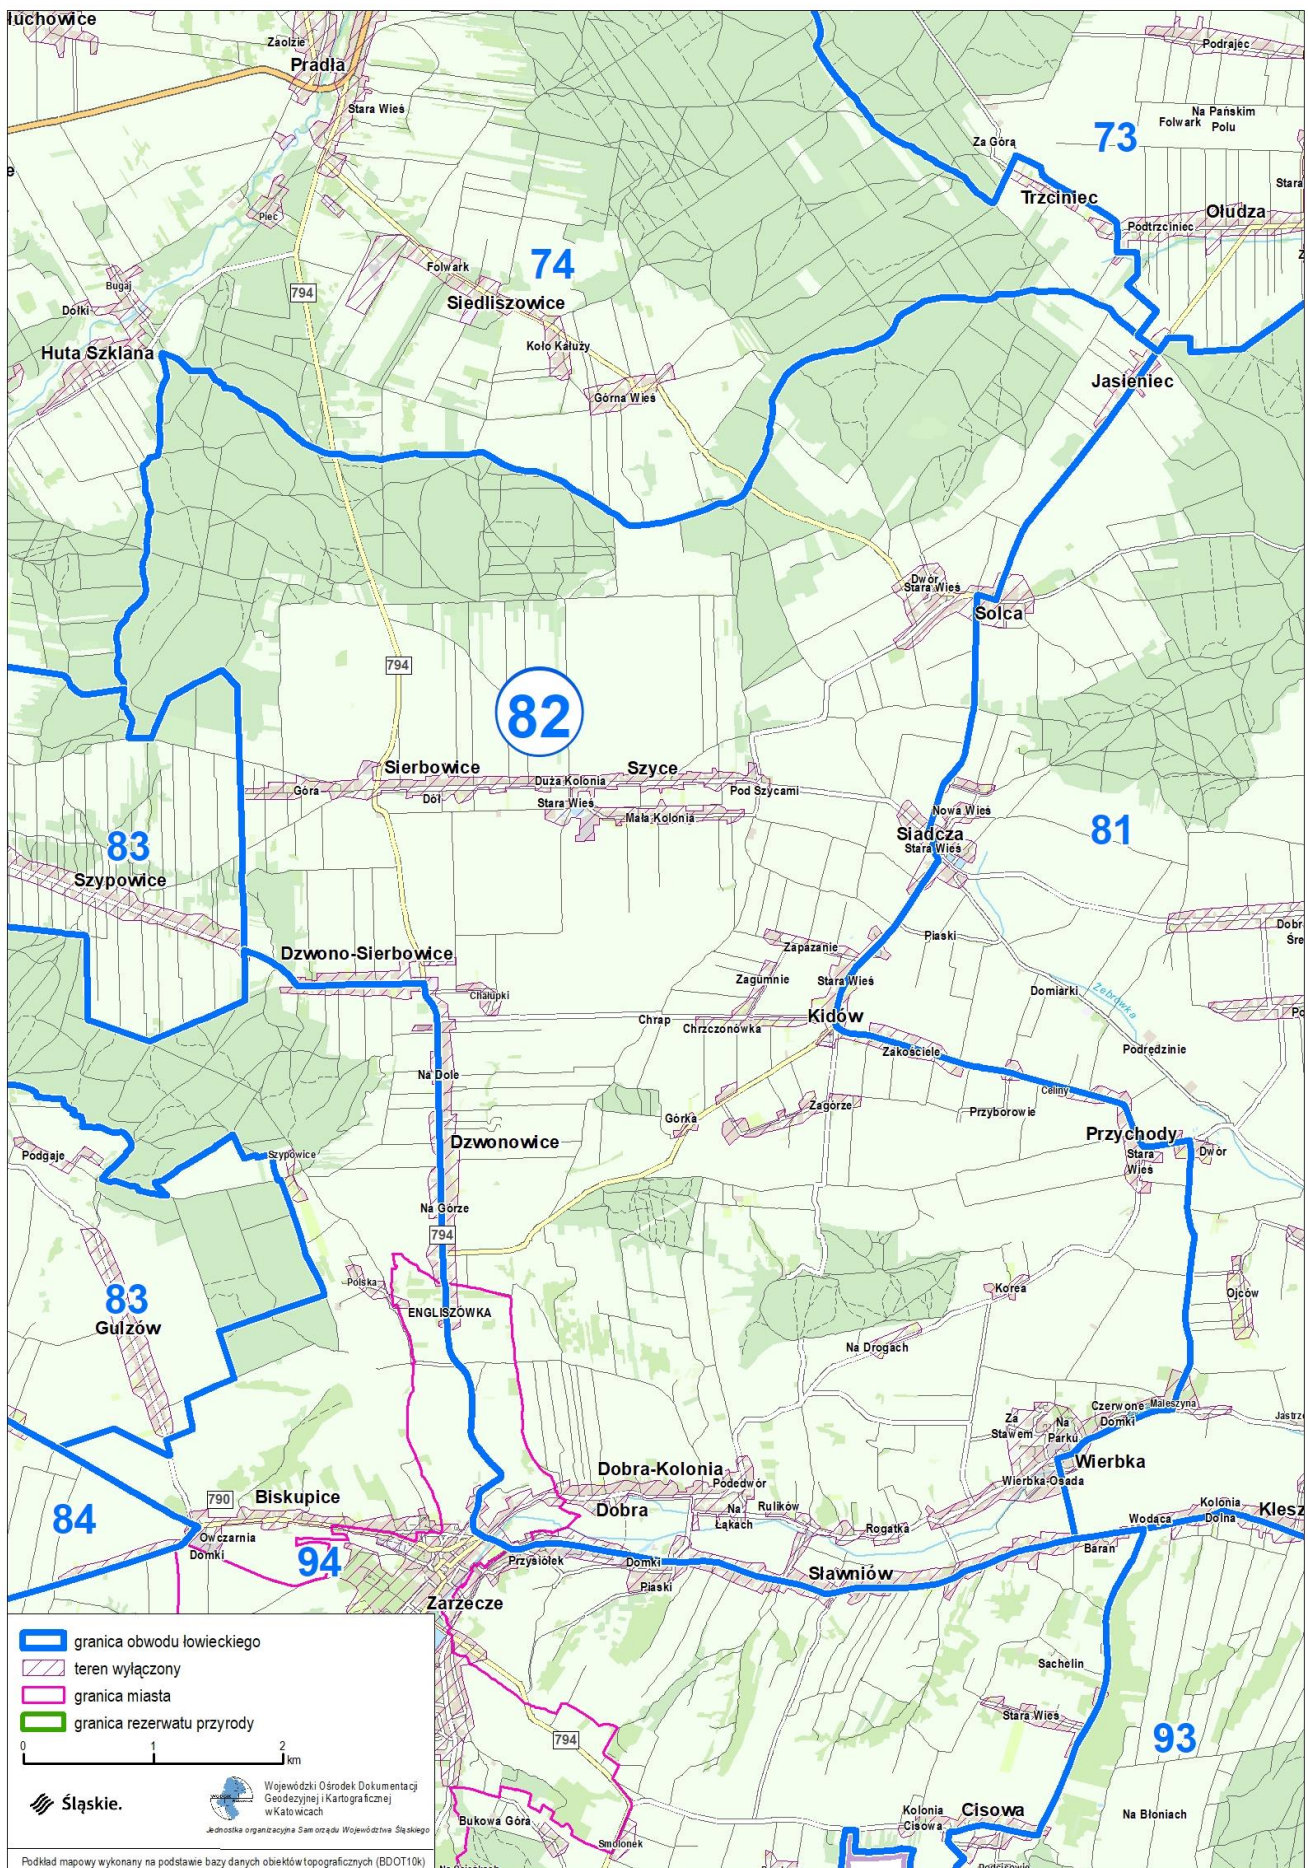 łuchowice
Zaolzie
Pradła
Stara Wieś
Podrajec
Na Pańskim
Polu
Folwark
73
Za Górą
e
Stara
Trzciniec
Ołudza
Podtrzciniec
Piec
74
Folwark
Siedliszowice
794
Bugaj
Dółki
Huta Szklana
Koło Kałuży
Jasieniec
Górna Wieś
Dwór
Stara Wieś
Solca
794
82
Sierbowice
Szyce
Góra
Dół
Duża Kolonia
Pod Szycami
Stara Wieś
Mała Kolonia
Nowa Wieś
Siadcza
Stara Wieś
81
83
Szypowice
Dobr
Śre
Piaski
Zapazanie
Dzwono-Sierbowice
Zagumnie
Stara Wieś
Chałupki
Domiarki
Żebrówka
Po
Kidów
Chrap
Chrzczonówka
Zakościele
Podrędzinie
Na Dole
Celiny
Zagórze
Przyborowie
Górka
Przychody
Dzwonowice
Stara
Wieś
Dwór
Podgaje
Szypowice
Na Górze
794
Polska
Korea
Ojców
83
Gulzów
ENGLISZÓWKA
Na Drogach
Czerwone
Domki
Maleszyna
Jastrzę
Za
Stawem
Na
Parku
Wierbka
Wierbka-Osada
Dobra-Kolonia
Podedwór
Dobra
Na
Łąkach
Rulików
790
Biskupice
84
Owczarnia
Domki
Rogatka
Kolonia
Dolna
Klesz
Wodąca
Baran
94
Przysiółek
Domki
Piaski
Sławniów
Zarzecze
Sachelin
Stara Wieś
93
794
Bukowa Góra
Smolonek
Kolonia
Cisowa
Cisowa
Na Błoniach
granica obwodu łowieckiego
teren wyłączony
granica miasta
granica rezerwatu przyrody
0 1 2
km
Śląskie.
Wojewódzki Ośrodek Dokumentacji
Geodezyjnej i Kartograficznej
w Katowicach
Jednostka organizacyjna Samorządu Województwa Śląskiego
Podkład mapowy wykonany na podstawie bazy danych obiektów topograficznych (BDOT10k)